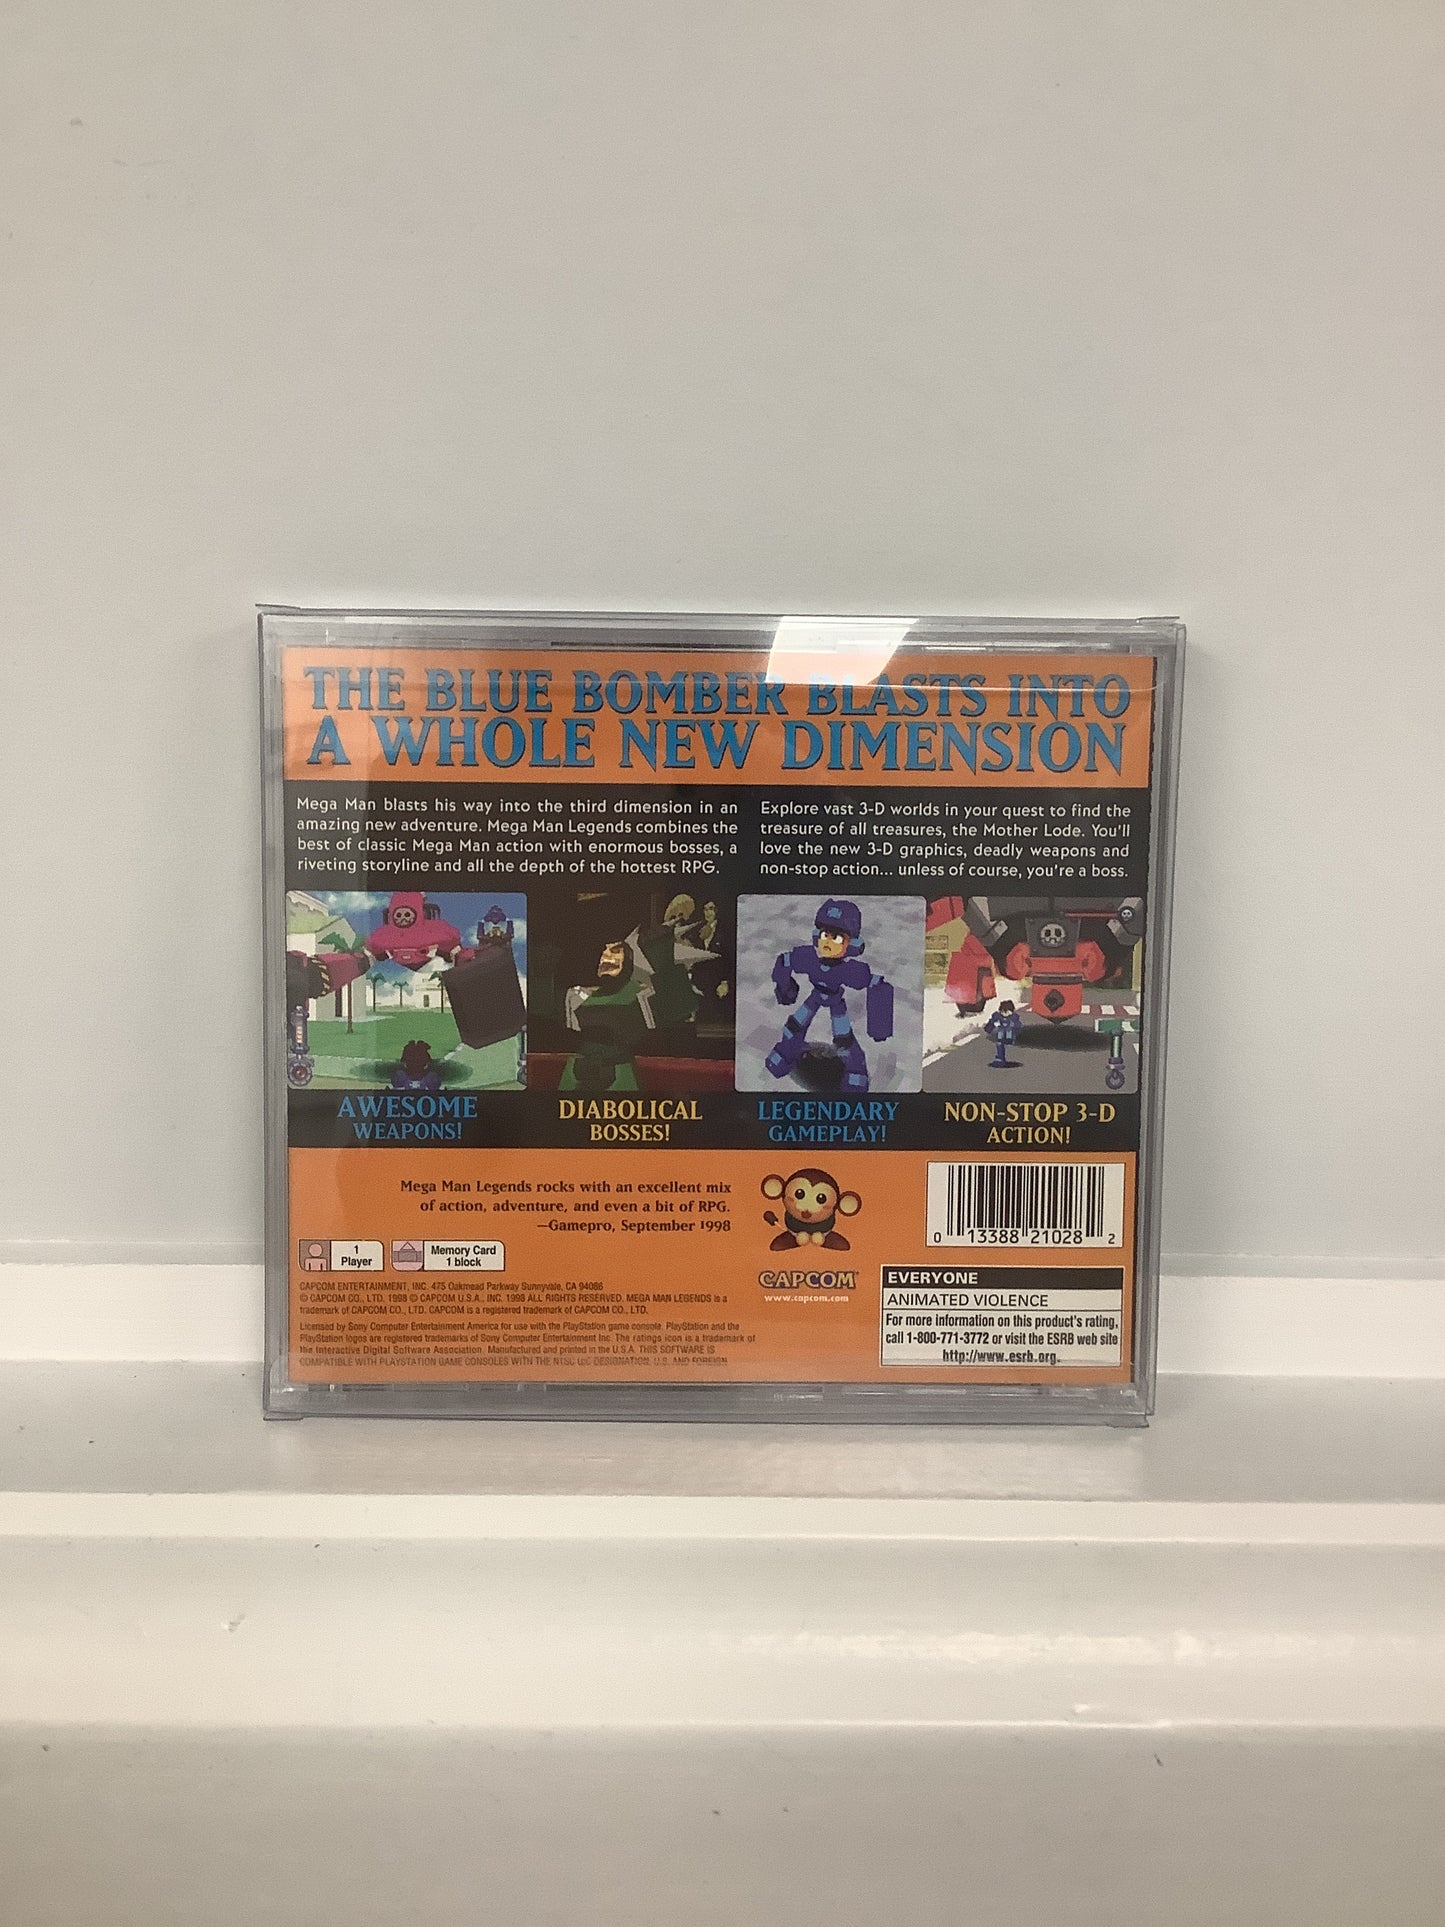 THE BLUE BOMBER BLASTS INTO
A WHOLE NEW DIMENSION
Mega Man blasts his way into the third dimension in an
amazing new adventure. Mega Man Legends combines the
best of classic Mega Man action with enormous bosses, a
riveting storyline and all the depth of the hottest RPG.
Explore vast 3-D worlds in your quest to find the
treasure of all treasures, the Mother Lode. You'll
love the new 3-D graphics, deadly weapons and
non-stop action... unless of course, you're a boss.
AWESOME
WEAPONS!
DIABOLICAL
BOSSES!
LEGENDARY
GAMEPLAY!
NON-STOP 3-D
ACTION!
Mega Man Legends rocks with an excellent mix
of action, adventure, and even a bit of RPG.
—Gamepro, September 1998
1
Player
Memory Card
1 block
CAPCOM ENTERTAINMENT, INC. 475 Oakmead Parkway Sunnyvale, CA 94086
© CAPCOM CO., LTD. 1998 © CAPCOM U.S.A., INC. 1998 ALL RIGHTS RESERVED. MEGA MAN LEGENDS is a
trademark of CAPCOM CO., LTD. CAPCOM is a registered trademark of CAPCOM CO., LTD.
Licensed by Sony Computer Entertainment America for use with the PlayStation game console. PlayStation and the
PlayStation logos are registered trademarks of Sony Computer Entertainment Inc. The ratings icon is a trademark of
the Interactive Digital Software Association. Manufactured and printed in the U.S.A. THIS SOFTWARE IS
COMPATIBLE WITH PLAYSTATION GAME CONSOLES WITH THE NTSC U/C DESIGNATION. U.S. AND FOREIGN
CAPCOM
www.capcom.com
0 13388 21028 2
EVERYONE
ANIMATED VIOLENCE
For more information on this product's rating,
call 1-800-771-3772 or visit the ESRB web site
http://www.esrb.org.